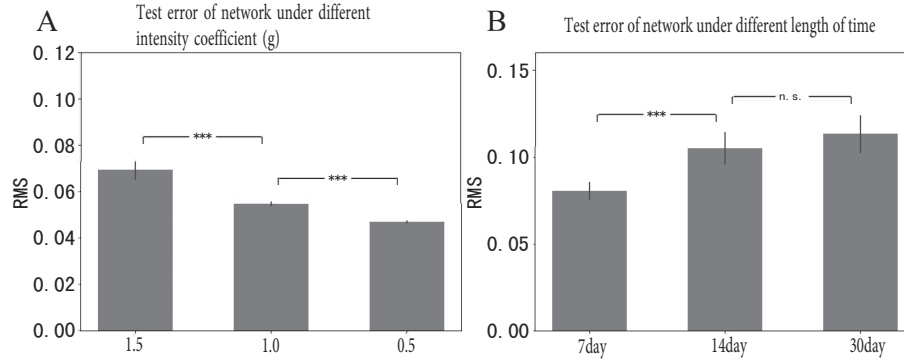 A
Test error of network under different
intensity coefficient (g)
0.12
0.10
0.08
0.06
0.04
0.02
0.00
RMS
***
***
1.5
1.0
0.5
B
Test error of network under different length of time
0.15
0.10
0.05
0.00
RMS
***
n. s.
7day
14day
30day